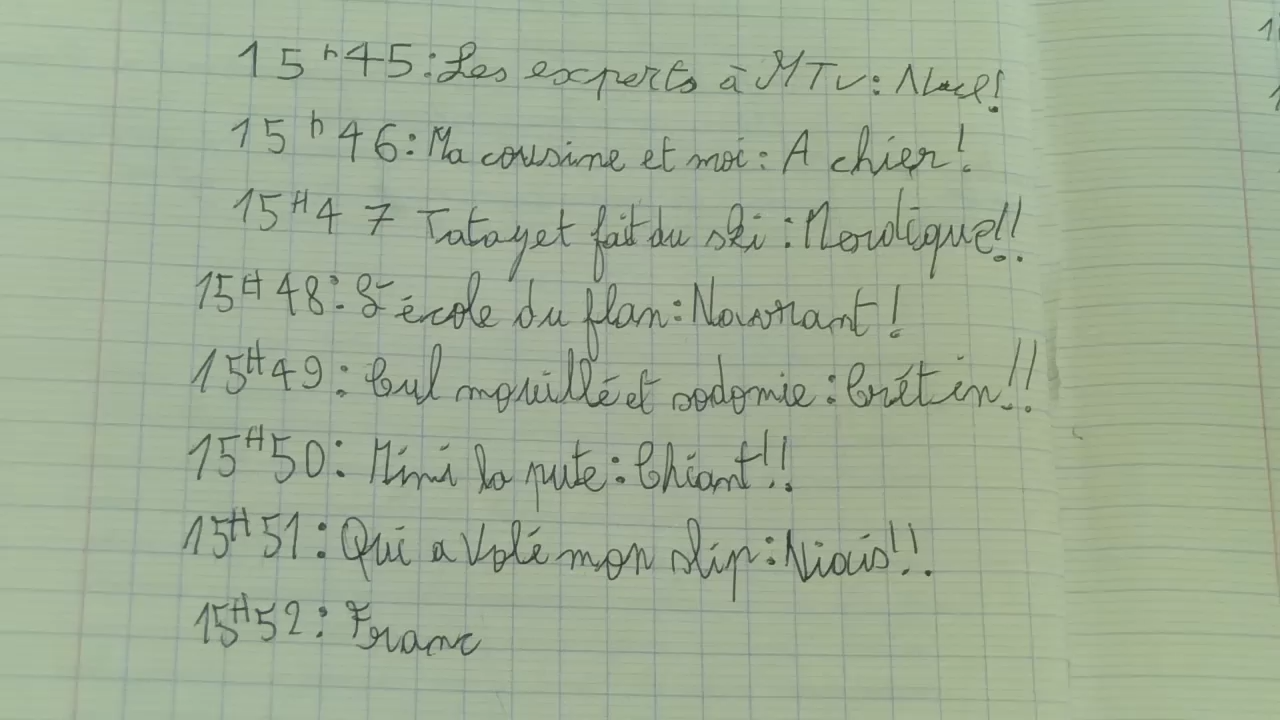 15h45: Les experts à MTV: Nul!
15h46: Ma cousine et moi: A chier!
15H47 Tatayet fait du ski: Merdique!!
15H48: L'école du flan: Navrant!
15H49: Cul mouillé et sodomie: Crétin!!
15H50: Mimi la pute: Chiant!!
15H51: Qui a volé mon slip: Niais!!
15H52: Franc